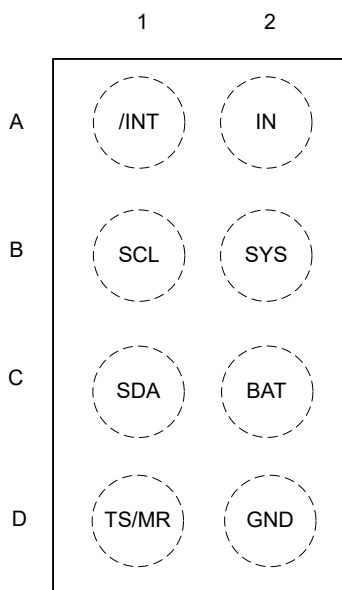 1 2
A /INT IN
B SCL SYS
C SDA BAT
D TS/MR GND